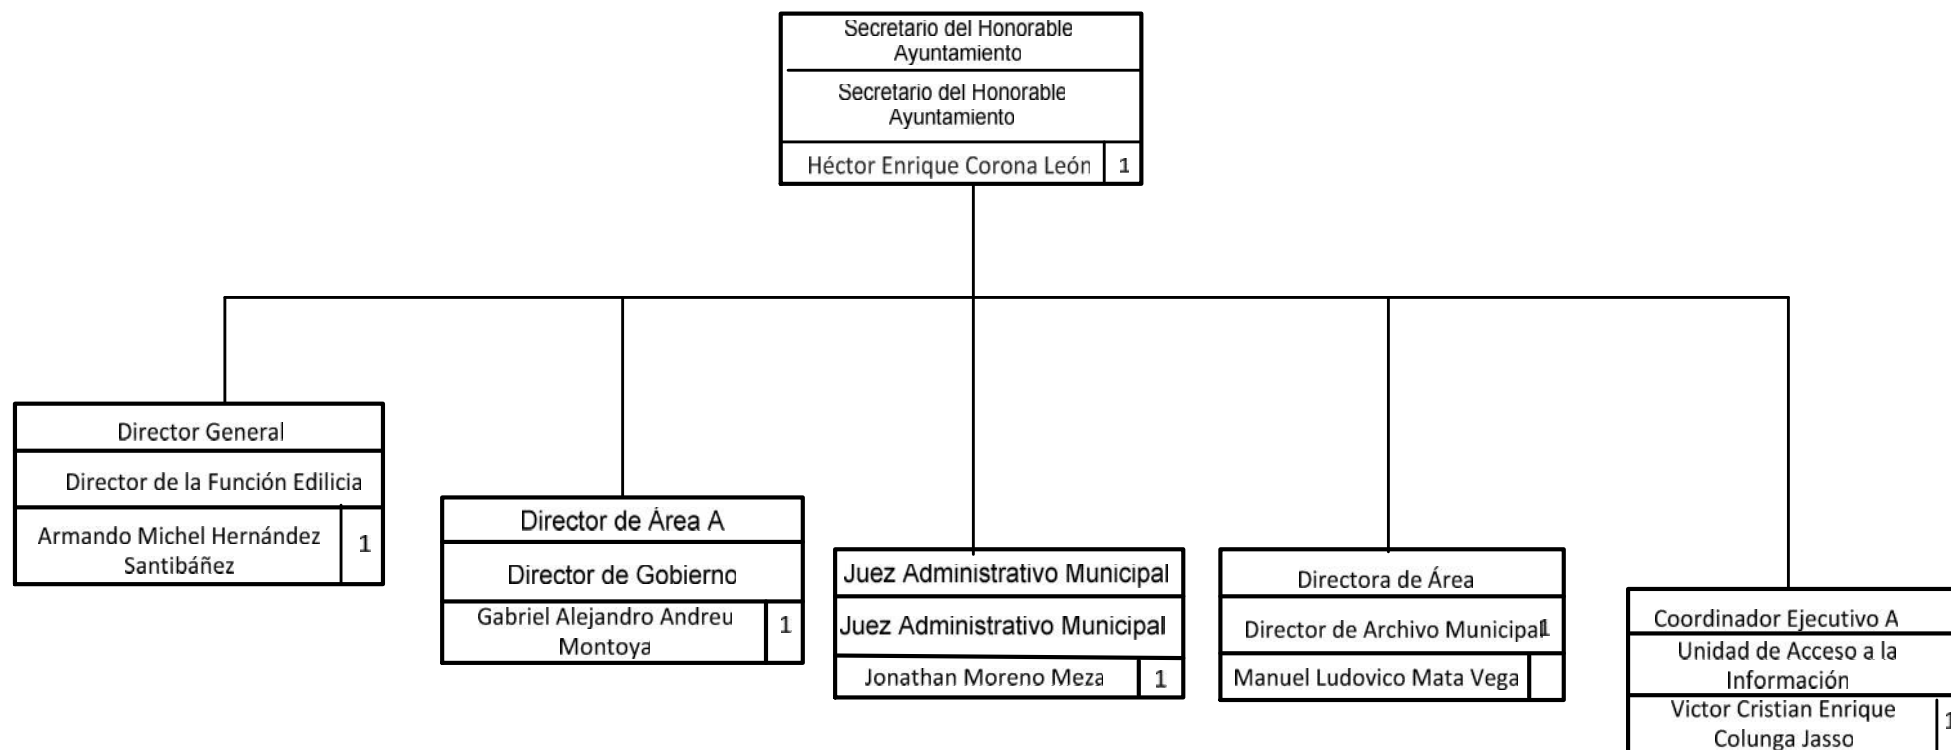 Secretario del Honorable
Ayuntamiento
Secretario del Honorable
Ayuntamiento
Héctor Enrique Corona León 1
Director General
Director de la Función Edilicia
Armando Michel Hernández
Santibáñez
1
Director de Área A
Director de Gobierno
Gabriel Alejandro Andreu
Montoya
1
Juez Administrativo Municipal
Juez Administrativo Municipal
Jonathan Moreno Meza 1
Directora de Área
Director de Archivo Municipal 1
Manuel Ludovico Mata Vega
Coordinador Ejecutivo A
Unidad de Acceso a la
Información
Victor Cristian Enrique
Colunga Jasso
1